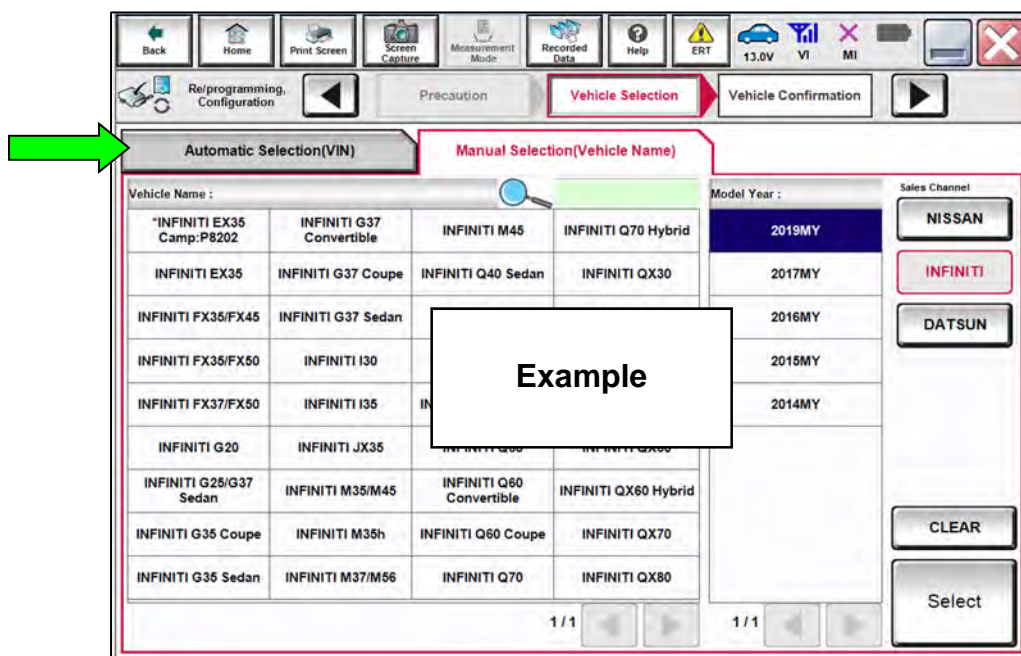 Back
Home
Print Screen
Screen
Capture
Measurement
Mode
Recorded
Data
Help
ERT
13.0V
VI
MI
Re/programming,
Configuration
Precaution
Vehicle Selection
Vehicle Confirmation
Automatic Selection(VIN)
Manual Selection(Vehicle Name)
Vehicle Name :
Model Year :
Sales Channel
*INFINITI EX35
Camp:P8202
INFINITI G37
Convertible
INFINITI M45
INFINITI Q70 Hybrid
2019MY
NISSAN
INFINITI EX35
INFINITI G37 Coupe
INFINITI Q40 Sedan
INFINITI QX30
2017MY
INFINITI
INFINITI FX35/FX45
INFINITI G37 Sedan
2016MY
DATSUN
INFINITI FX35/FX50
INFINITI I30
Example
2015MY
INFINITI FX37/FX50
INFINITI I35
2014MY
INFINITI G20
INFINITI JX35
INFINITI G25/G37
Sedan
INFINITI M35/M45
INFINITI Q60
Convertible
INFINITI QX60 Hybrid
INFINITI G35 Coupe
INFINITI M35h
INFINITI Q60 Coupe
INFINITI QX70
CLEAR
INFINITI G35 Sedan
INFINITI M37/M56
INFINITI Q70
INFINITI QX80
Select
1/1
1/1